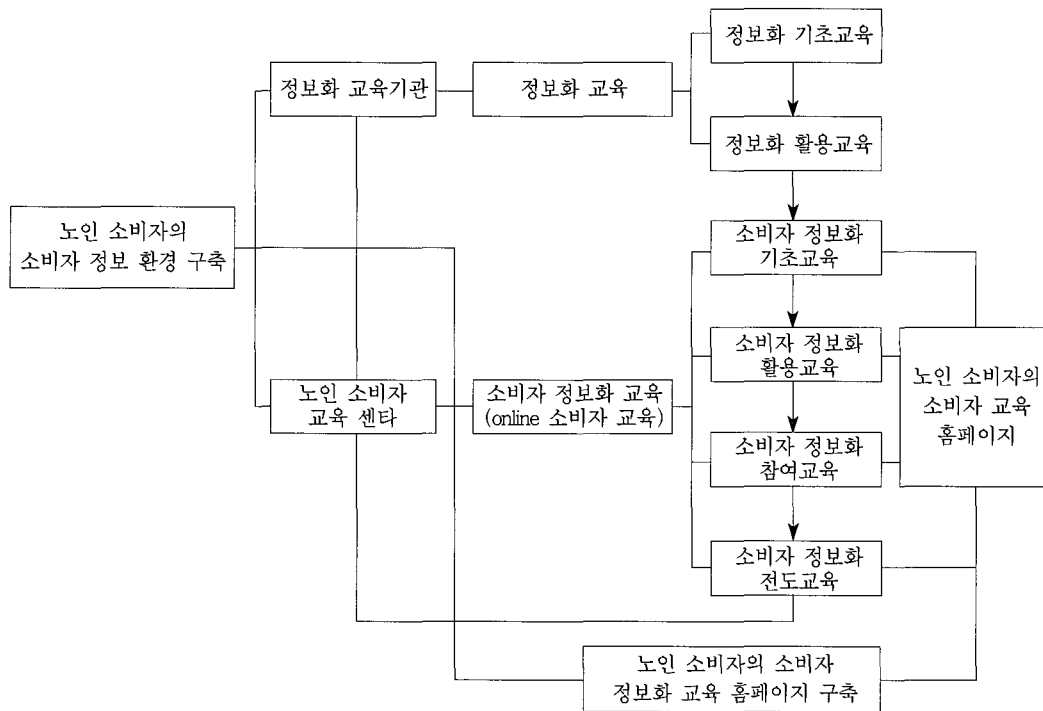 정보화 기초교육
정보화 교육기관
정보화 교육
정보화 활용교육
노인 소비자의
소비자 정보 환경 구축
소비자 정보화
기초교육
소비자 정보화
활용교육
노인 소비자의
소비자 교육
홈페이지
노인 소비자
교육 센타
소비자 정보화 교육
(online 소비자 교육)
소비자 정보화
참여교육
소비자 정보화
전도교육
노인 소비자의 소비자
정보화 교육 홈페이지 구축